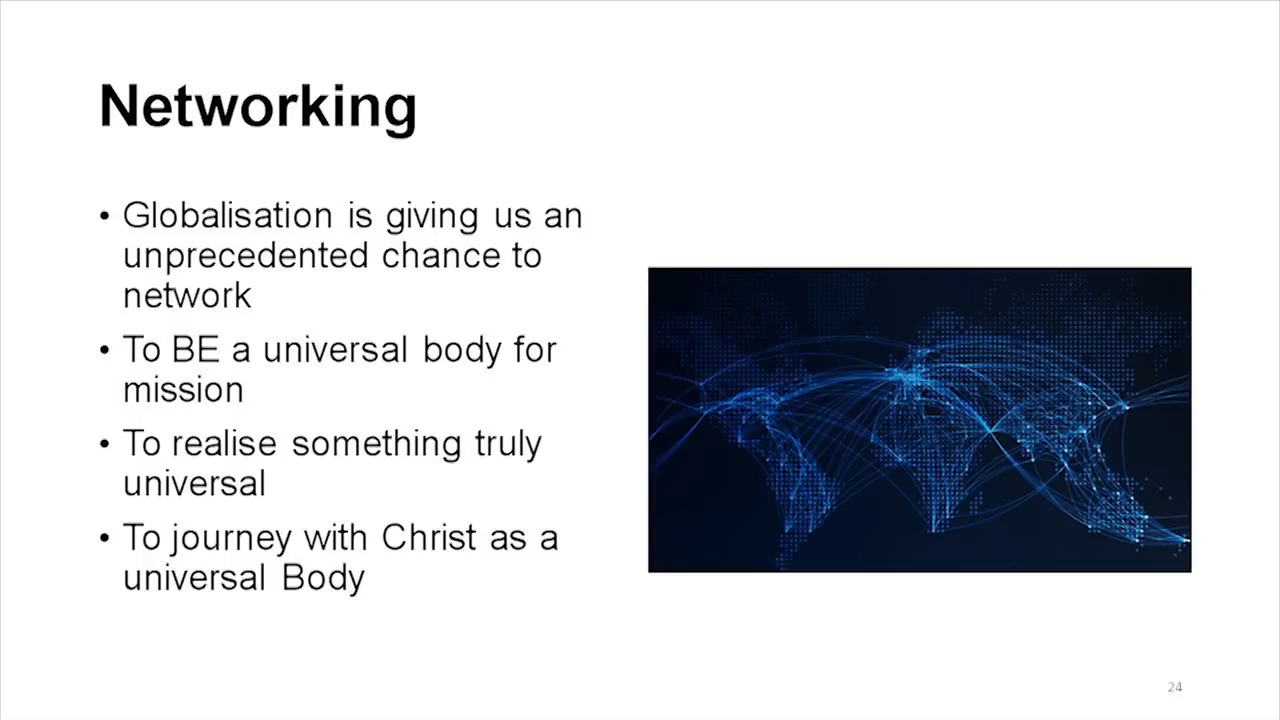 Networking
• Globalisation is giving us an
unprecedented chance to
network
• To BE a universal body for
mission
• To realise something truly
universal
• To journey with Christ as a
universal Body
24